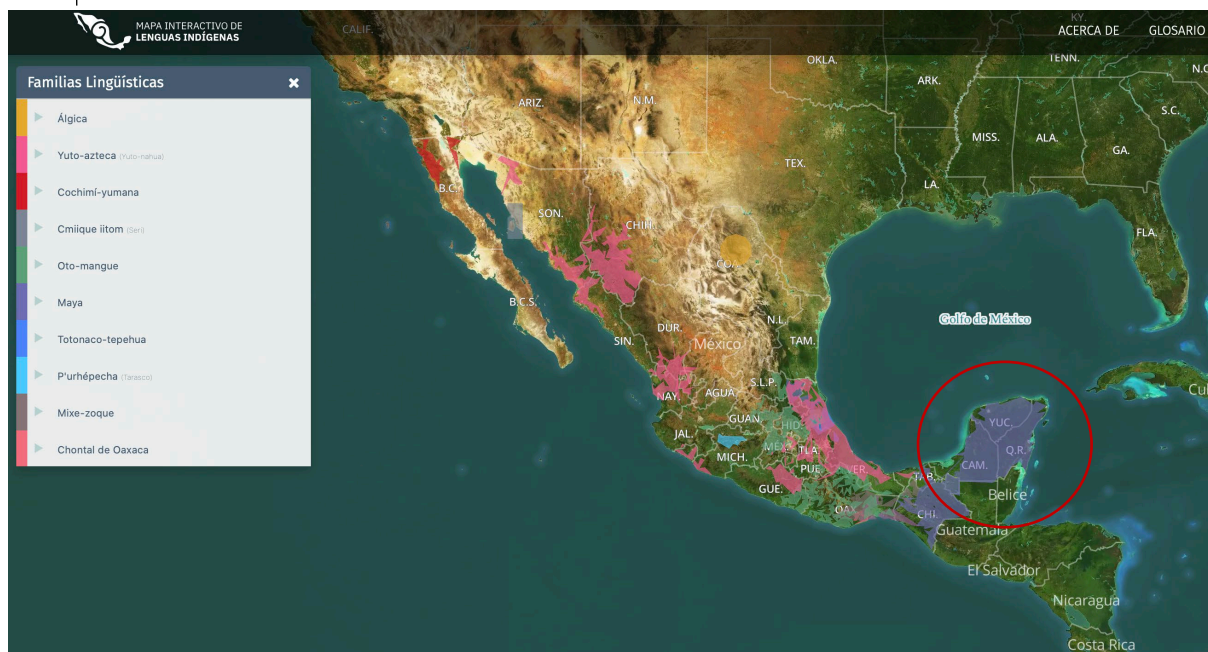 MAPA INTERACTIVO DE
LENGUAS INDÍGENAS
ACERCA DE
GLOSARIO
Familias Lingüísticas
Álgica
Yuto-azteca (Yuto-nahua)
Cochimí-yumana
Cmiique iitom (Seri)
Oto-mangue
Maya
Totonaco-tepehua
P'urhépecha (Tarasco)
Mixe-zoque
Chontal de Oaxaca
CALIF.
KY.
OKLA.
TENN.
N.C
ARK.
ARIZ.
N.M.
S.C.
MISS.
ALA.
GA.
TEX.
LA.
B.C.
SON.
CHIH.
FLA.
COA.
B.C.S.
Golfo de México
DUR.
N.L.
SIN.
México
TAM.
S.L.P.
NAY.
AGUA.
Cu
GUAN.
HID.
YUC.
JAL.
MÉX.
TLA.
Q.R.
MICH.
PUE.
VER.
CAM.
TAB.
GUE.
Belice
OA
CHI.
Guatemala
El Salvador
Nicaragua
Costa Rica